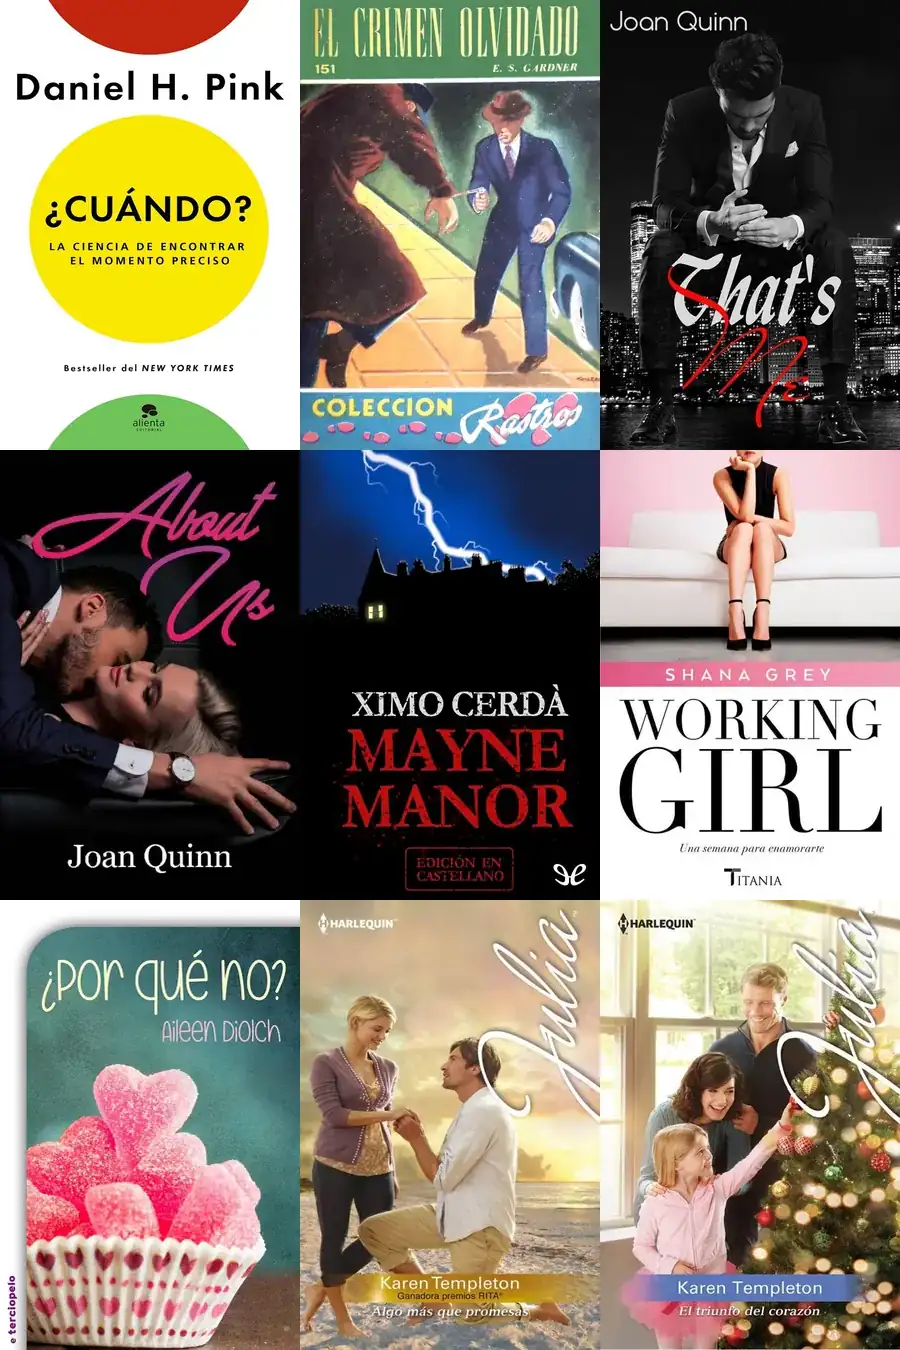 Daniel H. Pink
¿CUÁNDO?
LA CIENCIA DE ENCONTRAR
EL MOMENTO PRECISO
Bestseller del NEW YORK TIMES
alienta
EDITORIAL
EL CRIMEN OLVIDADO
151
E. S. GARDNER
COLECCION
Rastros
Joan Quinn
That's
Me
About
Us
Joan Quinn
XIMO CERDÀ
MAYNE
MANOR
EDICIÓN EN
CASTELLANO
SHANA GREY
WORKING
GIRL
Una semana para enamorarte
TITANIA
¿Por qué no?
Aileen Diolch
e terciopelo
HARLEQUIN™
Julia
Karen Templeton
Ganadora premios RITA®
Algo más que promesas
HARLEQUIN™
Julia
Karen Templeton
El triunfo del corazón